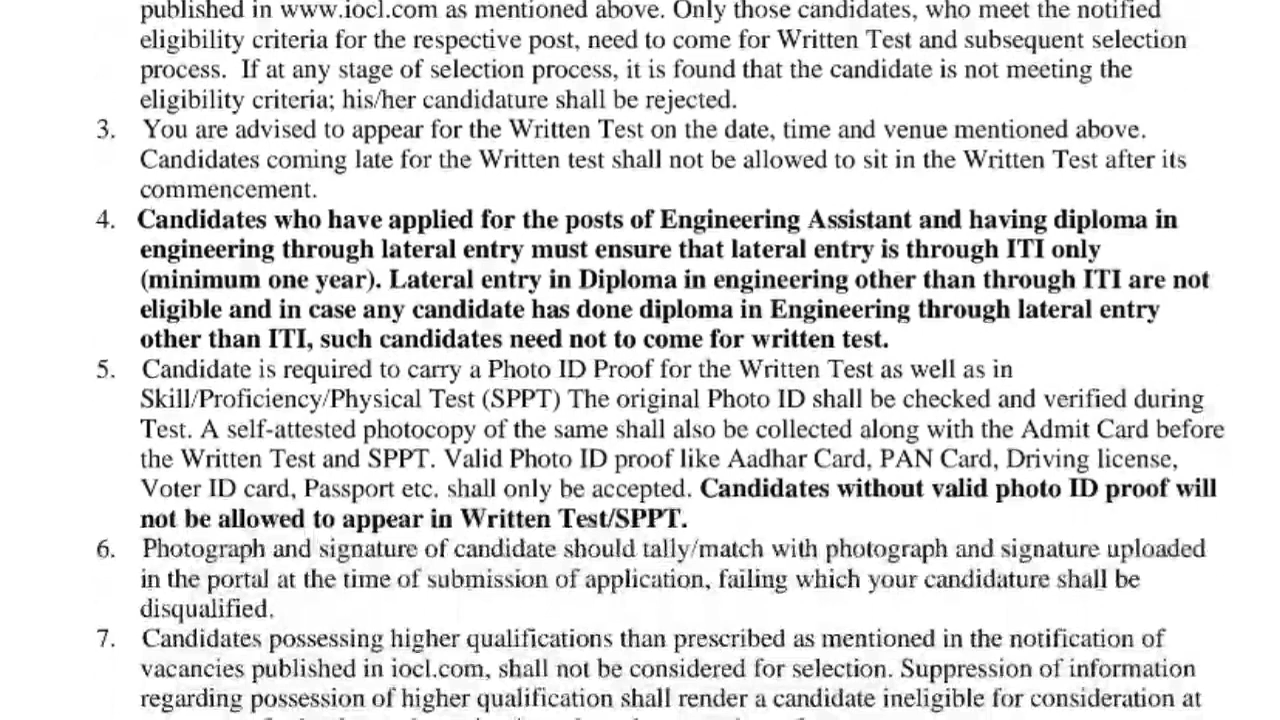 published in www.iocl.com as mentioned above. Only those candidates, who meet the notified
eligibility criteria for the respective post, need to come for Written Test and subsequent selection
process. If at any stage of selection process, it is found that the candidate is not meeting the
eligibility criteria; his/her candidature shall be rejected.
3. You are advised to appear for the Written Test on the date, time and venue mentioned above.
Candidates coming late for the Written test shall not be allowed to sit in the Written Test after its
commencement.
4. Candidates who have applied for the posts of Engineering Assistant and having diploma in
engineering through lateral entry must ensure that lateral entry is through ITI only
(minimum one year). Lateral entry in Diploma in engineering other than through ITI are not
eligible and in case any candidate has done diploma in Engineering through lateral entry
other than ITI, such candidates need not to come for written test.
5. Candidate is required to carry a Photo ID Proof for the Written Test as well as in
Skill/Proficiency/Physical Test (SPPT) The original Photo ID shall be checked and verified during
Test. A self-attested photocopy of the same shall also be collected along with the Admit Card before
the Written Test and SPPT. Valid Photo ID proof like Aadhar Card, PAN Card, Driving license,
Voter ID card, Passport etc. shall only be accepted. Candidates without valid photo ID proof will
not be allowed to appear in Written Test/SPPT.
6. Photograph and signature of candidate should tally/match with photograph and signature uploaded
in the portal at the time of submission of application, failing which your candidature shall be
disqualified.
7. Candidates possessing higher qualifications than prescribed as mentioned in the notification of
vacancies published in iocl.com, shall not be considered for selection. Suppression of information
regarding possession of higher qualification shall render a candidate ineligible for consideration at